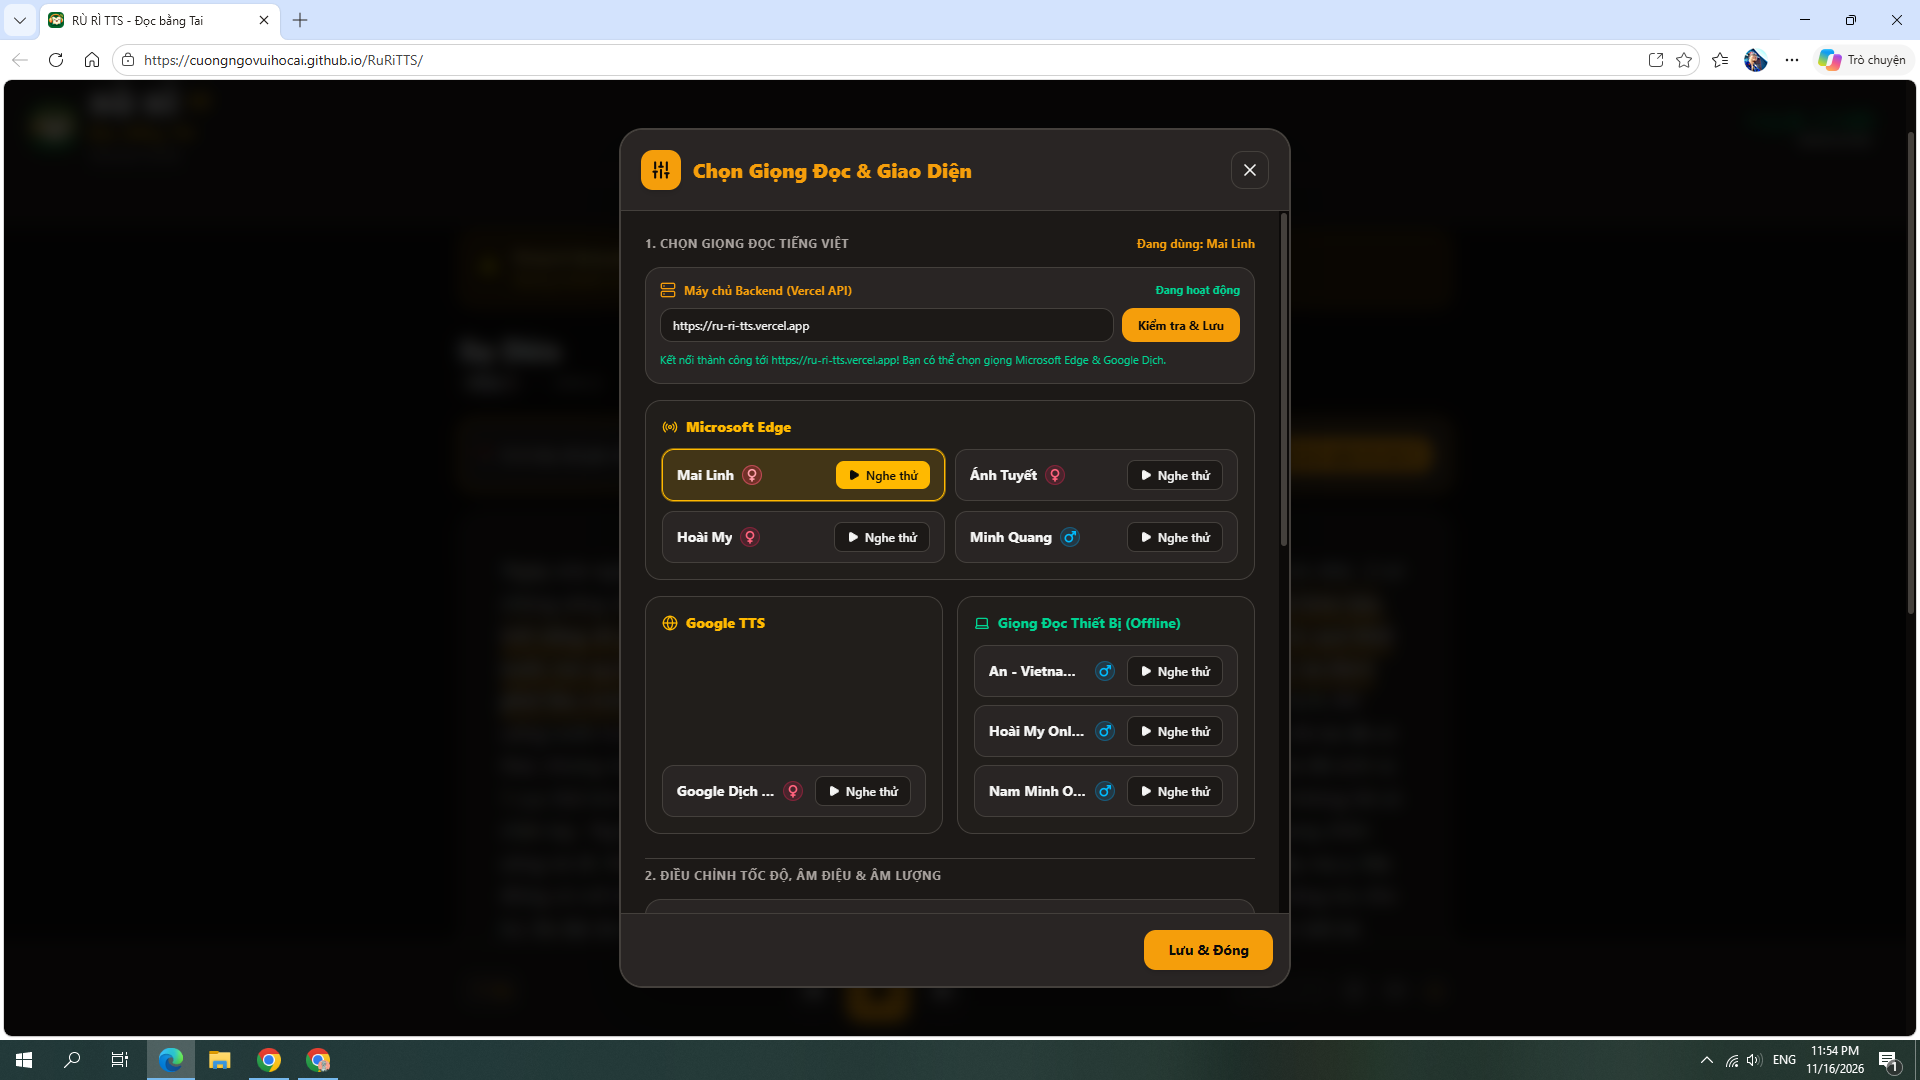 RÙ RÌ TTS - Đọc bằng Tai
https://cuongngovuihocai.github.io/RuRiTTS/
Trò chuyện
Chọn Giọng Đọc & Giao Diện
1. CHỌN GIỌNG ĐỌC TIẾNG VIỆT
Đang dùng: Mai Linh
Máy chủ Backend (Vercel API)
Đang hoạt động
https://ru-ri-tts.vercel.app
Kiểm tra & Lưu
Kết nối thành công tới https://ru-ri-tts.vercel.app! Bạn có thể chọn giọng Microsoft Edge & Google Dịch.
Microsoft Edge
Mai Linh
Nghe thử
Ánh Tuyết
Nghe thử
Hoài My
Nghe thử
Minh Quang
Nghe thử
Google TTS
Google Dịch ...
Nghe thử
Giọng Đọc Thiết Bị (Offline)
An - Vietna...
Nghe thử
Hoài My Onl...
Nghe thử
Nam Minh O...
Nghe thử
2. ĐIỀU CHỈNH TỐC ĐỘ, ÂM ĐIỆU & ÂM LƯỢNG
Lưu & Đóng
ENG
11:54 PM
11/16/2026
1